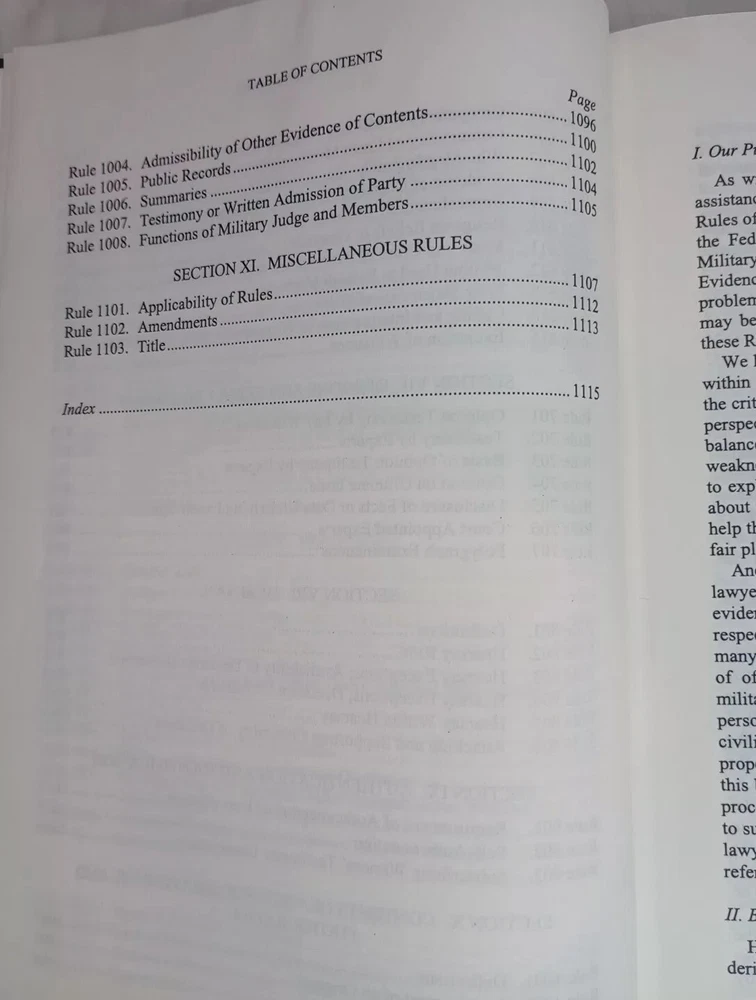 TABLE OF CONTENTS
Page
Rule 1004. Admissibility of Other Evidence of Contents.......................... 1096
Rule 1005. Public Records.......................... 1100
Rule 1006. Summaries.......................... 1102
Rule 1007. Testimony or Written Admission of Party.......................... 1104
Rule 1008. Functions of Military Judge and Members.......................... 1105
SECTION XI. MISCELLANEOUS RULES
Rule 1101. Applicability of Rules.......................... 1107
Rule 1102. Amendments.......................... 1112
Rule 1103. Title.......................... 1113
Index.......................... 1115
I. Our
As
assistanc
Rules of
the Fed
Military
Evidenc
problem
may be
these R
We
within
the crit
perspe
balance
weakn
to exp
about
help th
fair pl
An
lawye
evider
respe
many
of of
milita
perso
civili
prop
this
proc
to su
lawy
refe
II.
H
deri